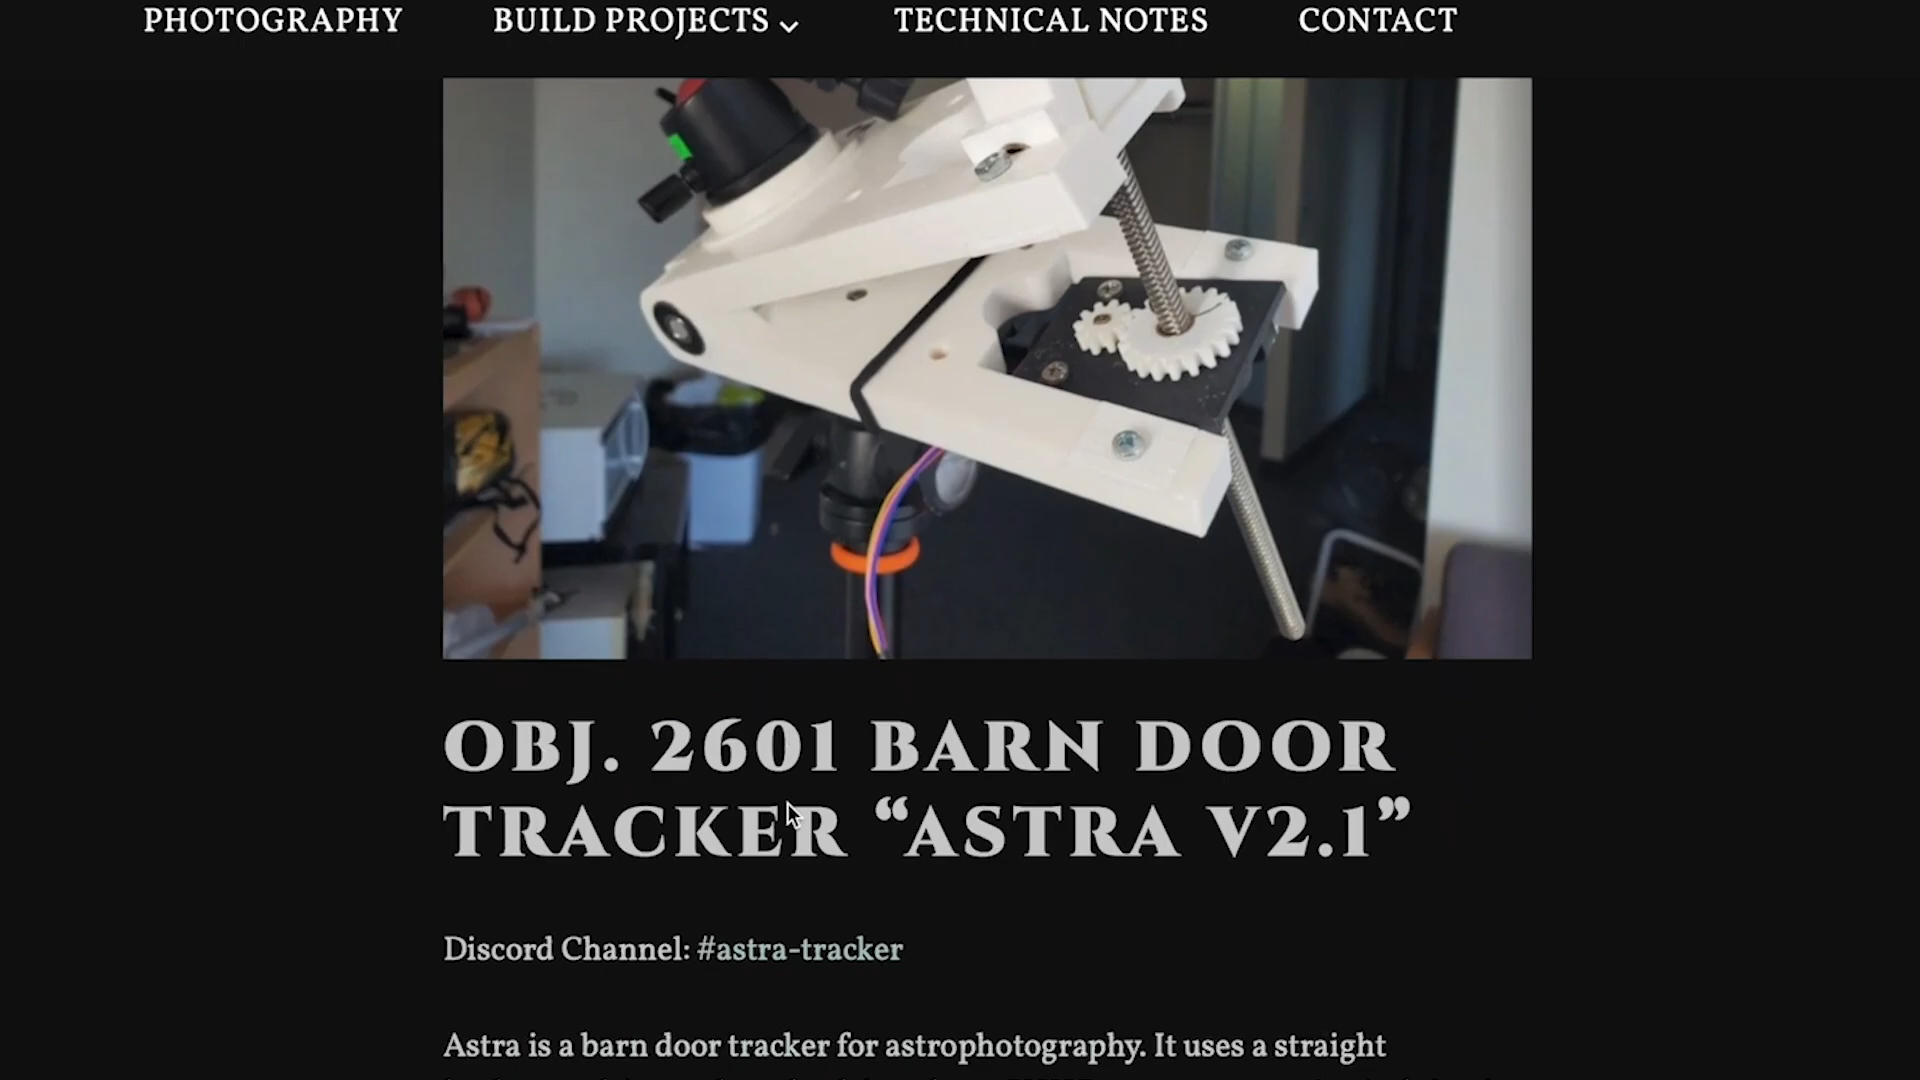 PHOTOGRAPHY BUILD PROJECTS TECHNICAL NOTES CONTACT
OBJ. 2601 BARN DOOR
TRACKER “ASTRA V2.1”
Discord Channel: #astra-tracker
Astra is a barn door tracker for astrophotography. It uses a straight